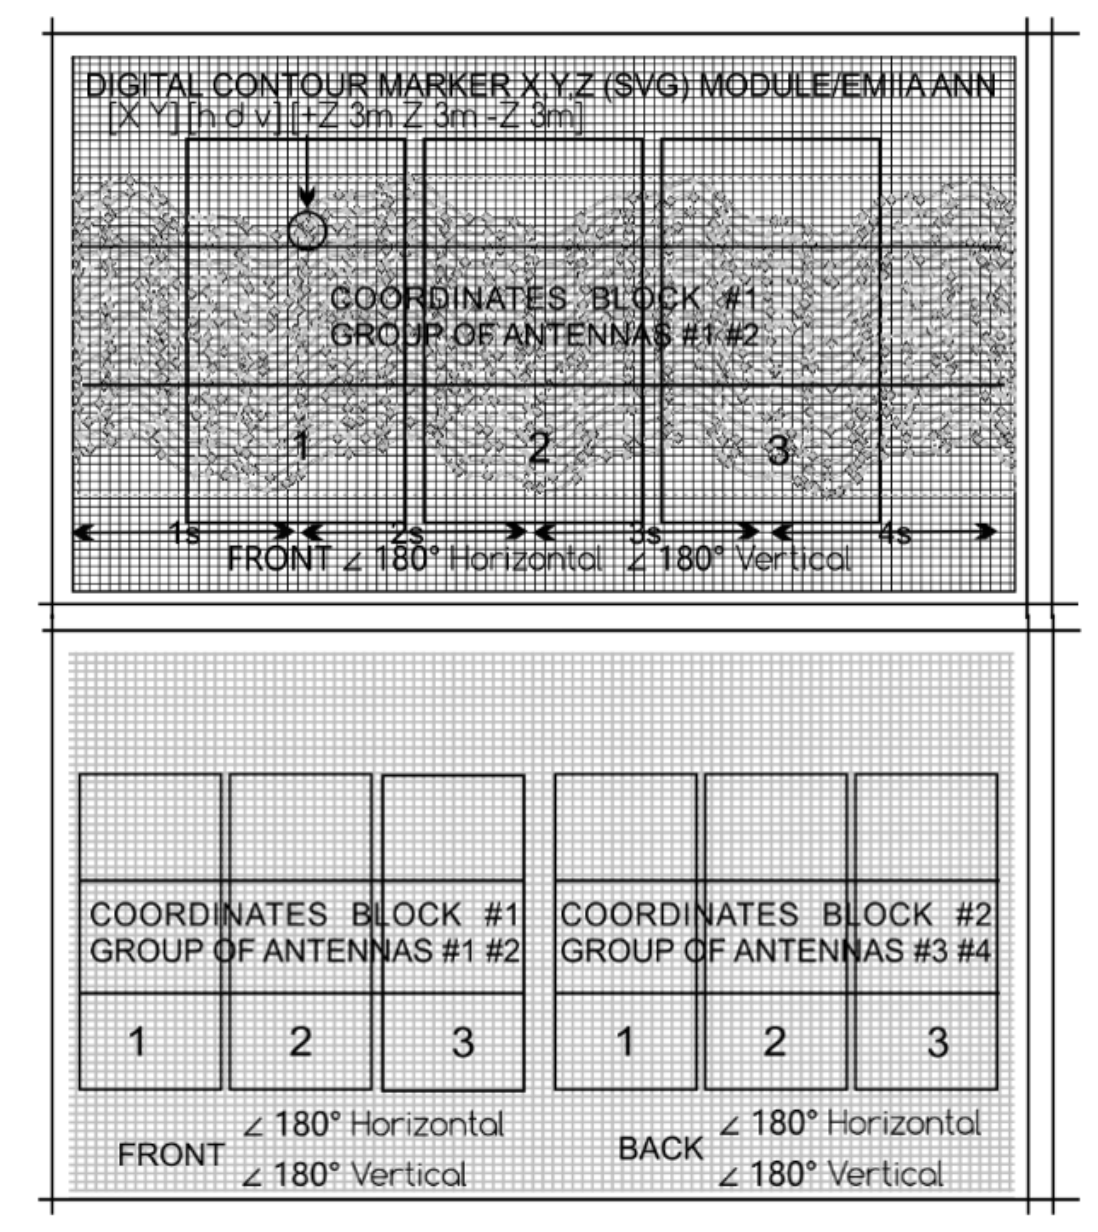 DIGITAL CONTOUR MARKER X,Y,Z (SVG) MODULE/EMIIA ANN
[X Y] [h d v] [+Z 3m Z 3m -Z 3m]
COORDINATES BLOCK #1
GROUP OF ANTENNAS #1 #2
1 2 3
1s 2s 3s 4s
FRONT ∠ 180° Horizontal ∠ 180° Vertical
COORDINATES BLOCK #1
GROUP OF ANTENNAS #1 #2
1 2 3
FRONT
∠ 180° Horizontal
∠ 180° Vertical
COORDINATES BLOCK #2
GROUP OF ANTENNAS #3 #4
1 2 3
BACK
∠ 180° Horizontal
∠ 180° Vertical